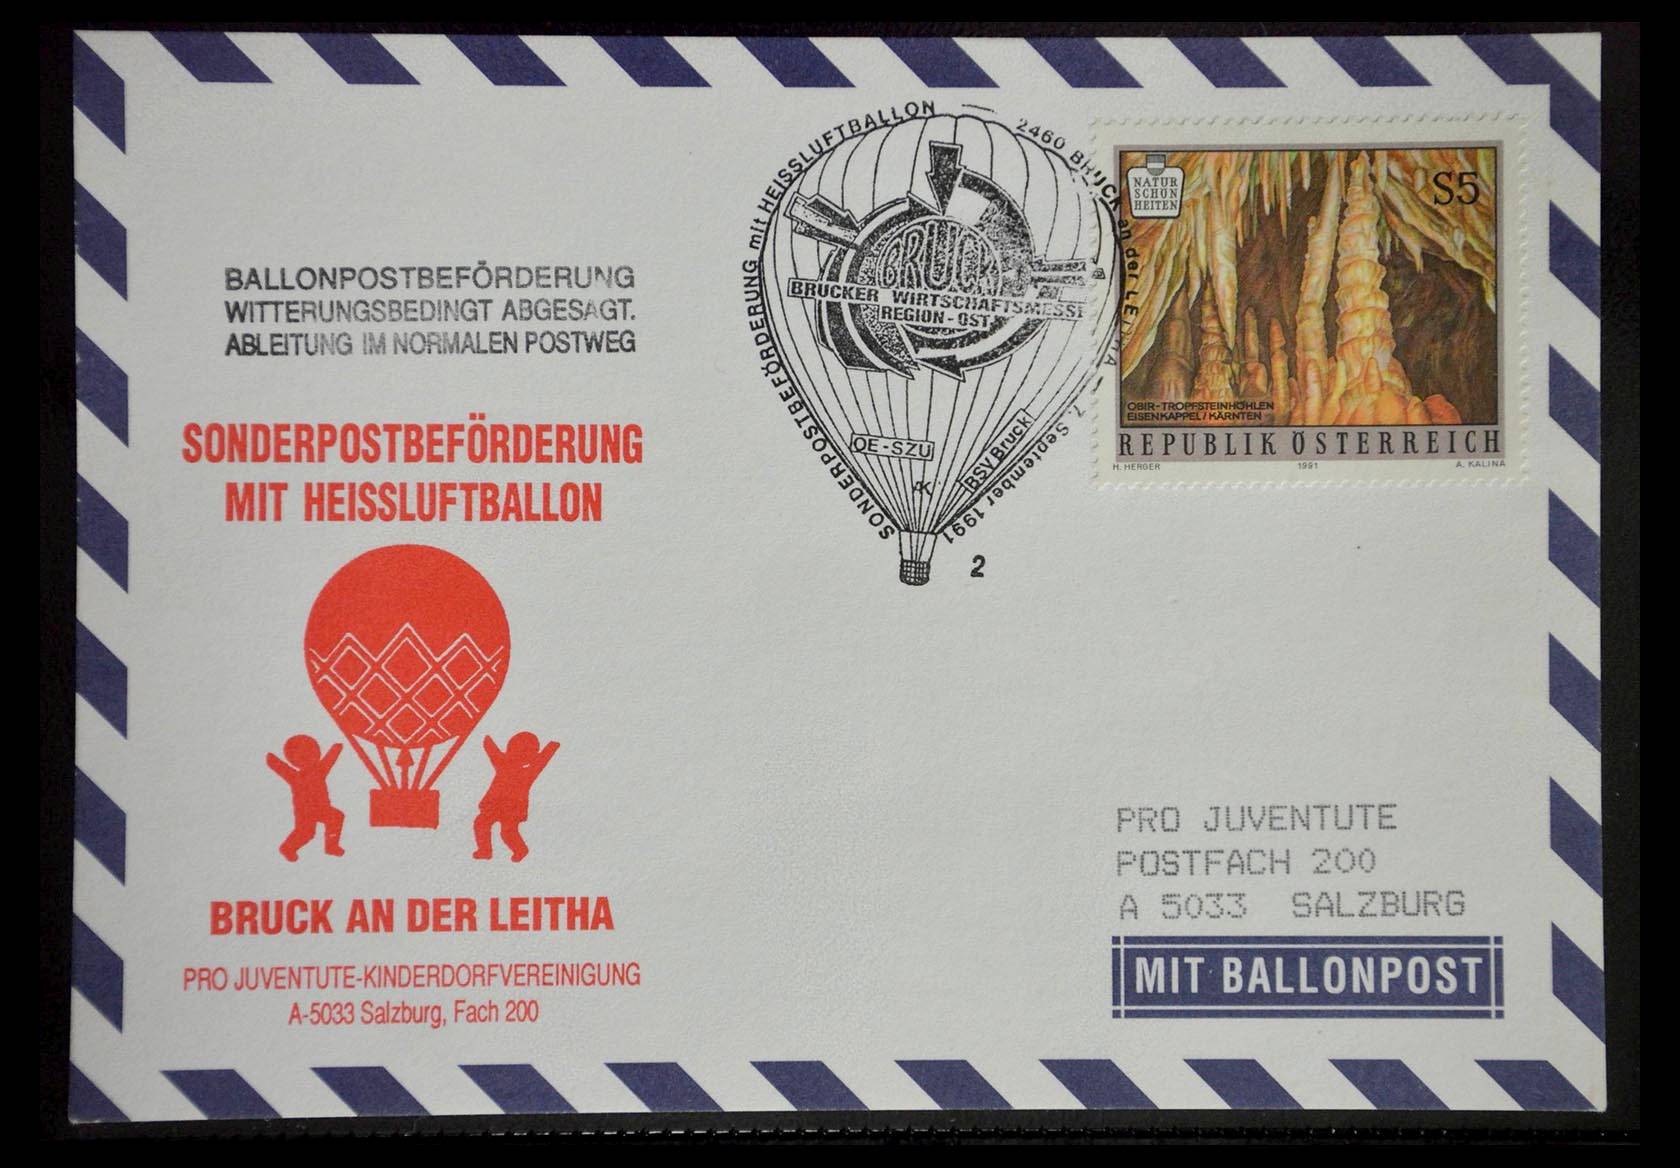 BALLONPOSTBEFÖRDERUNG
WITTERUNGSBEDINGT ABGESAGT.
ABLEITUNG IM NORMALEN POSTWEG
SONDERPOSTBEFÖRDERUNG
MIT HEISSLUFTBALLON
BRUCK AN DER LEITHA
PRO JUVENTUTE-KINDERDORFVEREINIGUNG
A-5033 Salzburg, Fach 200
SONDERPOSTBEFÖRDERUNG mit HEISSLUFTBALLON
2460 BRUCK an der LEITHA
7. September 1991
BRUCK
BRUCKER WIRTSCHAFTSMESSE
REGION-OST
OE-SZU
BSV Bruck
AK
2
NATUR
SCHÖN
HEITEN
S5
OBIR-TROPFSTEINHÖHLEN
EISENKAPPEL/KÄRNTEN
REPUBLIK ÖSTERREICH
H. HERGER 1991 A. KALINA
PRO JUVENTUTE
POSTFACH 200
A 5033 SALZBURG
MIT BALLONPOST